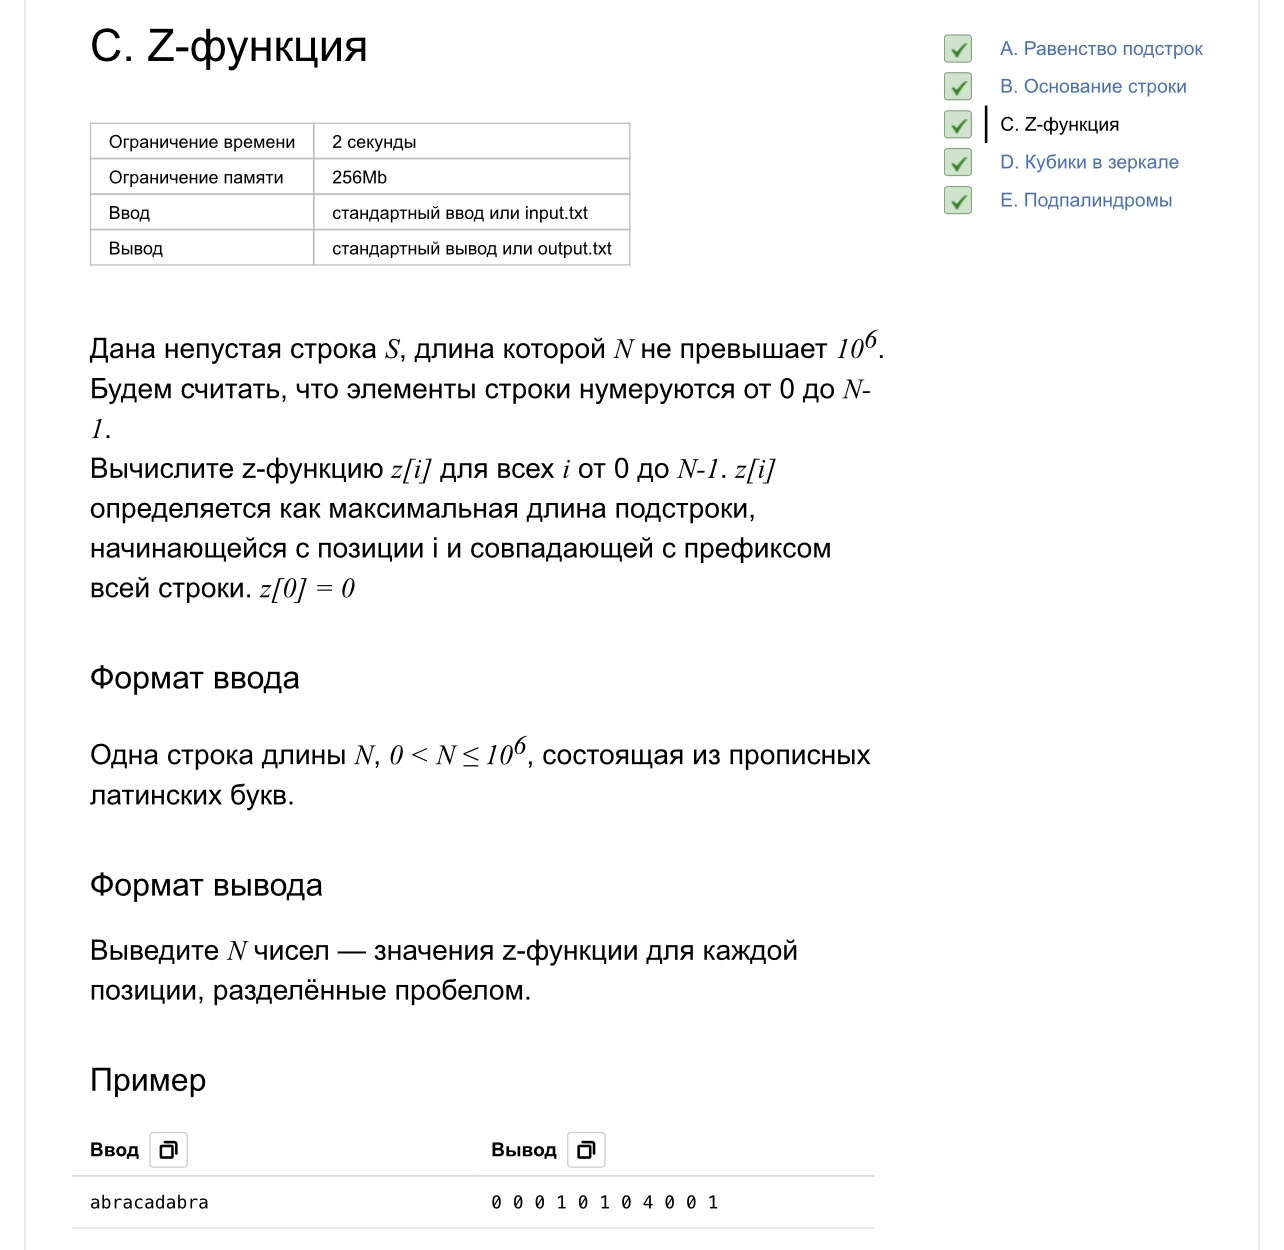 C. Z-функция
Ограничение времени 2 секунды
Ограничение памяти 256Mb
Ввод стандартный ввод или input.txt
Вывод стандартный вывод или output.txt
Дана непустая строка S, длина которой N не превышает 10^6.
Будем считать, что элементы строки нумеруются от 0 до N-
1.
Вычислите z-функцию z[i] для всех i от 0 до N-1. z[i]
определяется как максимальная длина подстроки,
начинающейся с позиции i и совпадающей с префиксом
всей строки. z[0] = 0
Формат ввода
Одна строка длины N, 0 < N ≤ 10^6, состоящая из прописных
латинских букв.
Формат вывода
Выведите N чисел — значения z-функции для каждой
позиции, разделённые пробелом.
Пример
Ввод Вывод
abracadabra 0 0 0 1 0 1 0 4 0 0 1
A. Равенство подстрок
B. Основание строки
C. Z-функция
D. Кубики в зеркале
E. Подпалиндромы